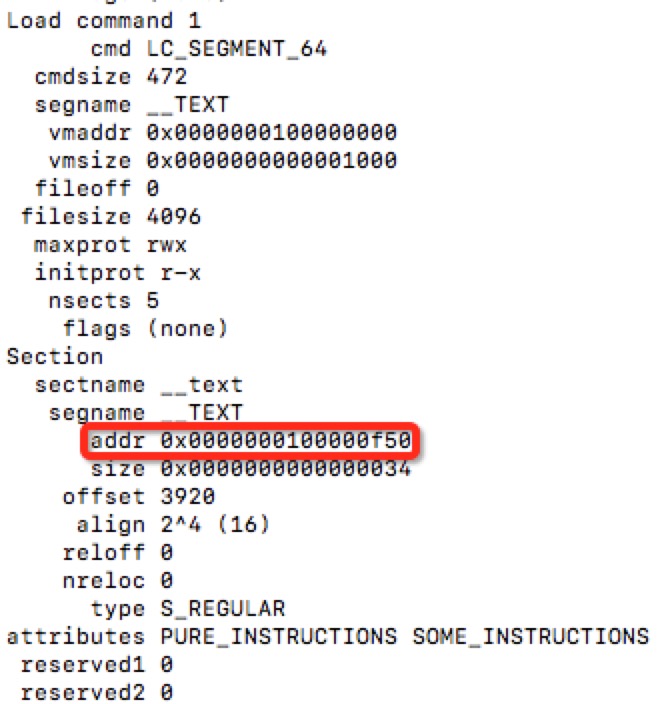 Load command 1
cmd LC_SEGMENT_64
cmdsize 472
segname __TEXT
vmaddr 0x0000000100000000
vmsize 0x0000000000001000
fileoff 0
filesize 4096
maxprot rwx
initprot r-x
nsects 5
flags (none)
Section
sectname __text
segname __TEXT
addr 0x0000000100000f50
size 0x0000000000000034
offset 3920
align 2^4 (16)
reloff 0
nreloc 0
type S_REGULAR
attributes PURE_INSTRUCTIONS SOME_INSTRUCTIONS
reserved1 0
reserved2 0